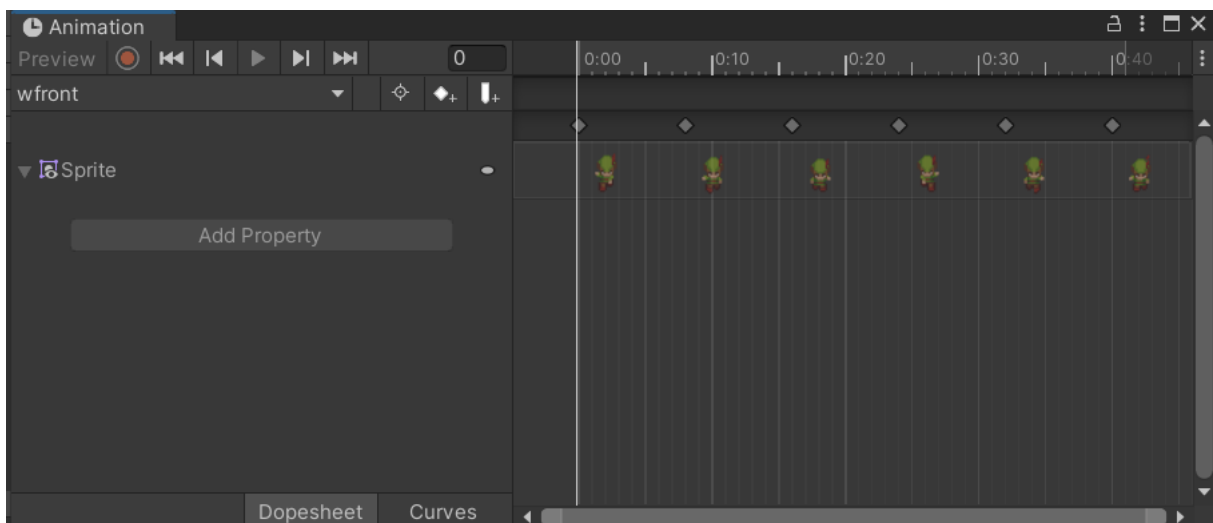 Animation
Preview 0 0:00 0:10 0:20 0:30 0:40
wfront
Sprite
Add Property
Dopesheet Curves